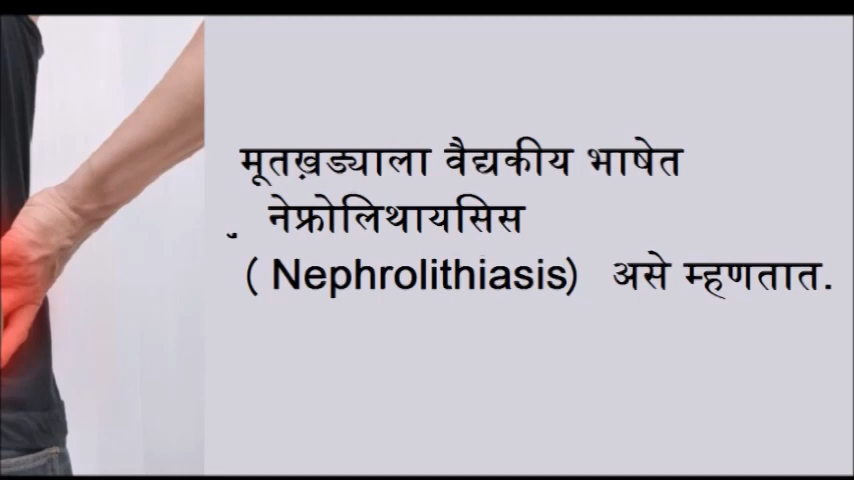 मूतख़ड्याला वैद्यकीय भाषेत
नेफ्रोलिथायसिस
( Nephrolithiasis) असे म्हणतात.